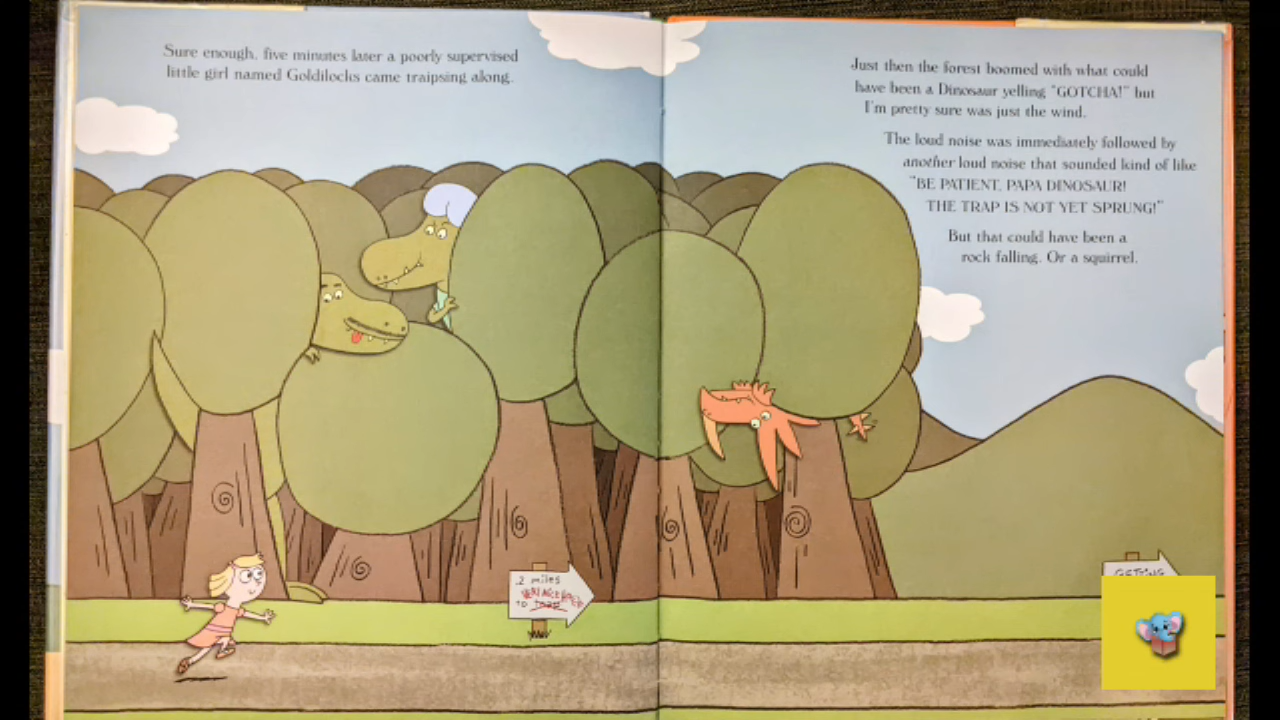 Sure enough, five minutes later a poorly supervised
little girl named Goldilocks came traipsing along.
Just then the forest boomed with what could
have been a Dinosaur yelling "GOTCHA!" but
I'm pretty sure was just the wind.
The loud noise was immediately followed by
another loud noise that sounded kind of like
"BE PATIENT, PAPA DINOSAUR!
THE TRAP IS NOT YET SPRUNG!"
But that could have been a
rock falling. Or a squirrel.
.2 miles
to trap
GETTING